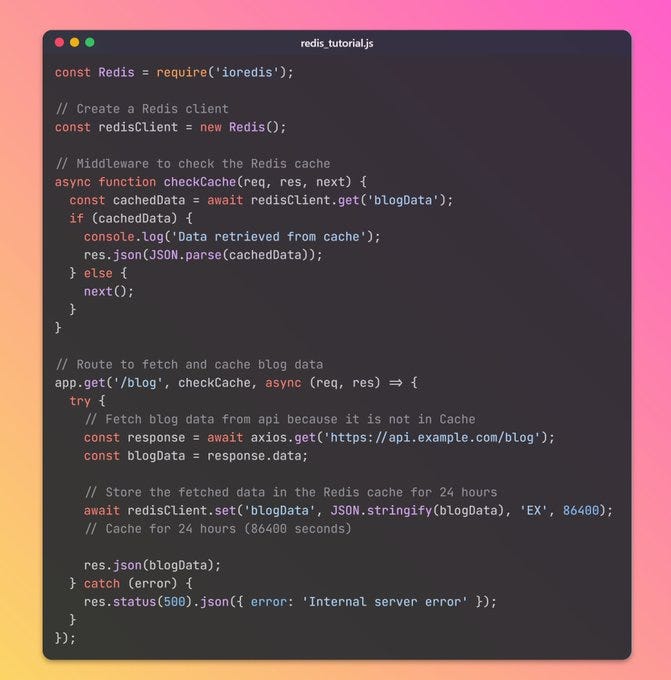 redis_tutorial.js
const Redis = require('ioredis');
// Create a Redis client
const redisClient = new Redis();
// Middleware to check the Redis cache
async function checkCache(req, res, next) {
  const cachedData = await redisClient.get('blogData');
  if (cachedData) {
    console.log('Data retrieved from cache');
    res.json(JSON.parse(cachedData));
  } else {
    next();
  }
}
// Route to fetch and cache blog data
app.get('/blog', checkCache, async (req, res) => {
  try {
    // Fetch blog data from api because it is not in Cache
    const response = await axios.get('https://api.example.com/blog');
    const blogData = response.data;
    // Store the fetched data in the Redis cache for 24 hours
    await redisClient.set('blogData', JSON.stringify(blogData), 'EX', 86400);
    // Cache for 24 hours (86400 seconds)
    res.json(blogData);
  } catch (error) {
    res.status(500).json({ error: 'Internal server error' });
  }
});